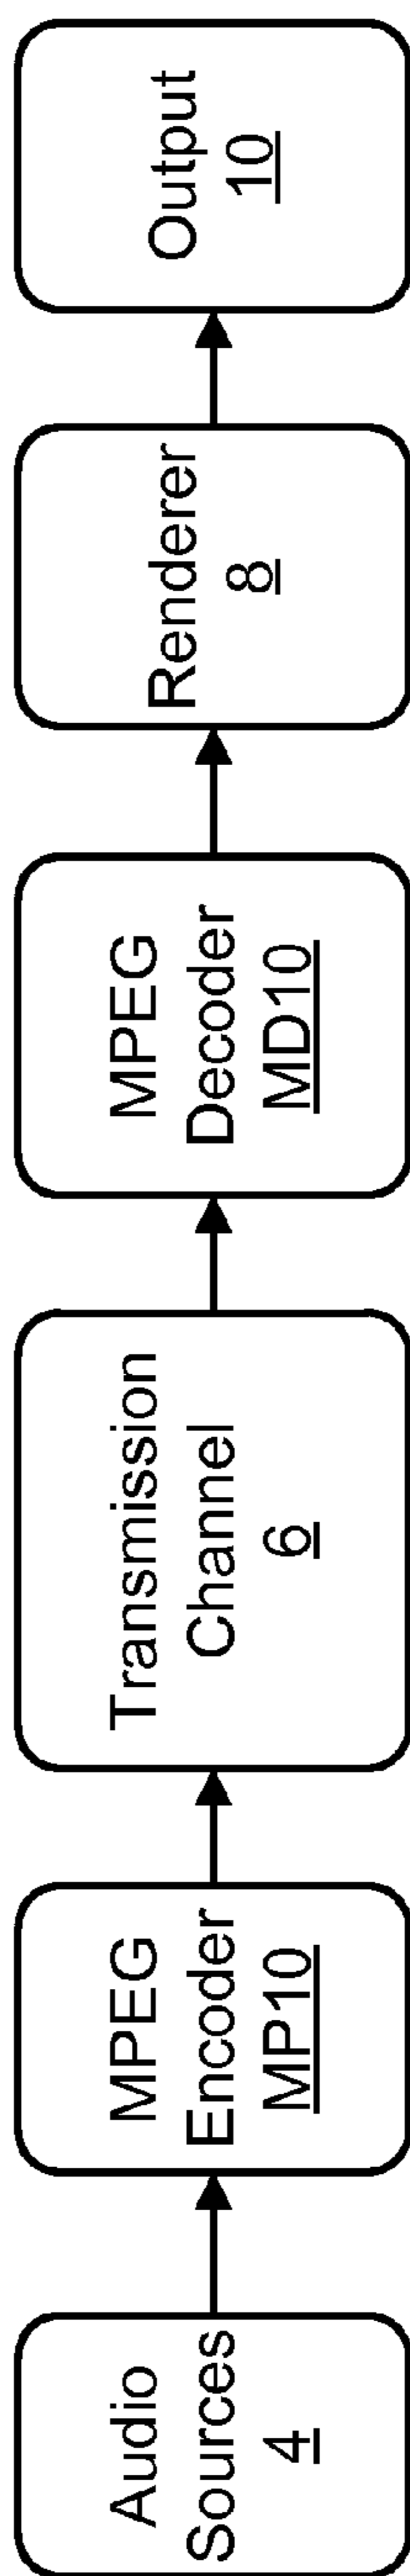 Audio
Sources
4
MPEG
Encoder
MP10
Transmission
Channel
6
MPEG
Decoder
MD10
Renderer
8
Output
10